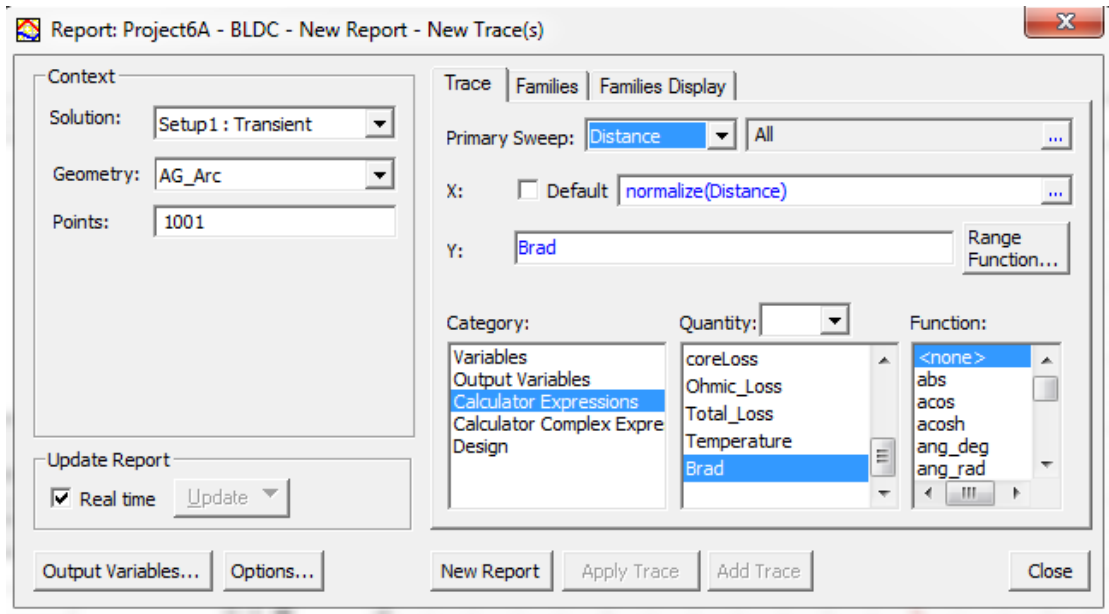 Report: Project6A - BLDC - New Report - New Trace(s)
Context
Solution: Setup1 : Transient
Geometry: AG_Arc
Points: 1001
Update Report
Real time Update
Output Variables... Options...
Trace Families Families Display
Primary Sweep: Distance All ...
X: Default normalize(Distance) ...
Y: Brad Range Function...
Category: Quantity: Function:
Variables
Output Variables
Calculator Expressions
Calculator Complex Expre
Design
coreLoss
Ohmic_Loss
Total_Loss
Temperature
Brad
<none>
abs
acos
acosh
ang_deg
ang_rad
New Report Apply Trace Add Trace Close